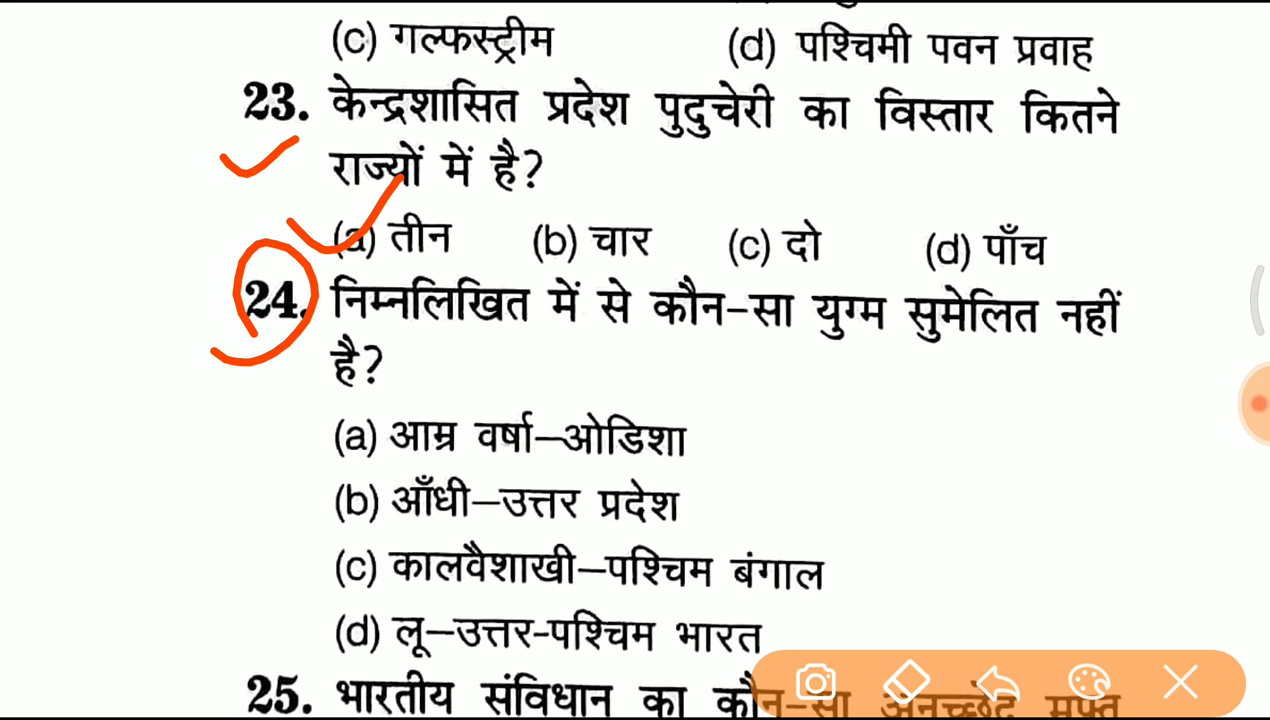 (c) गल्फस्ट्रीम (d) पश्चिमी पवन प्रवाह
23. केन्द्रशासित प्रदेश पुदुचेरी का विस्तार कितने
राज्यों में है?
(a) तीन (b) चार (c) दो (d) पाँच
24. निम्नलिखित में से कौन-सा युग्म सुमेलित नहीं
है?
(a) आम्र वर्षा–ओडिशा
(b) आँधी–उत्तर प्रदेश
(c) कालवैशाखी–पश्चिम बंगाल
(d) लू–उत्तर-पश्चिम भारत
25. भारतीय संविधान का कौन-सा अनुच्छेद मुफ्त